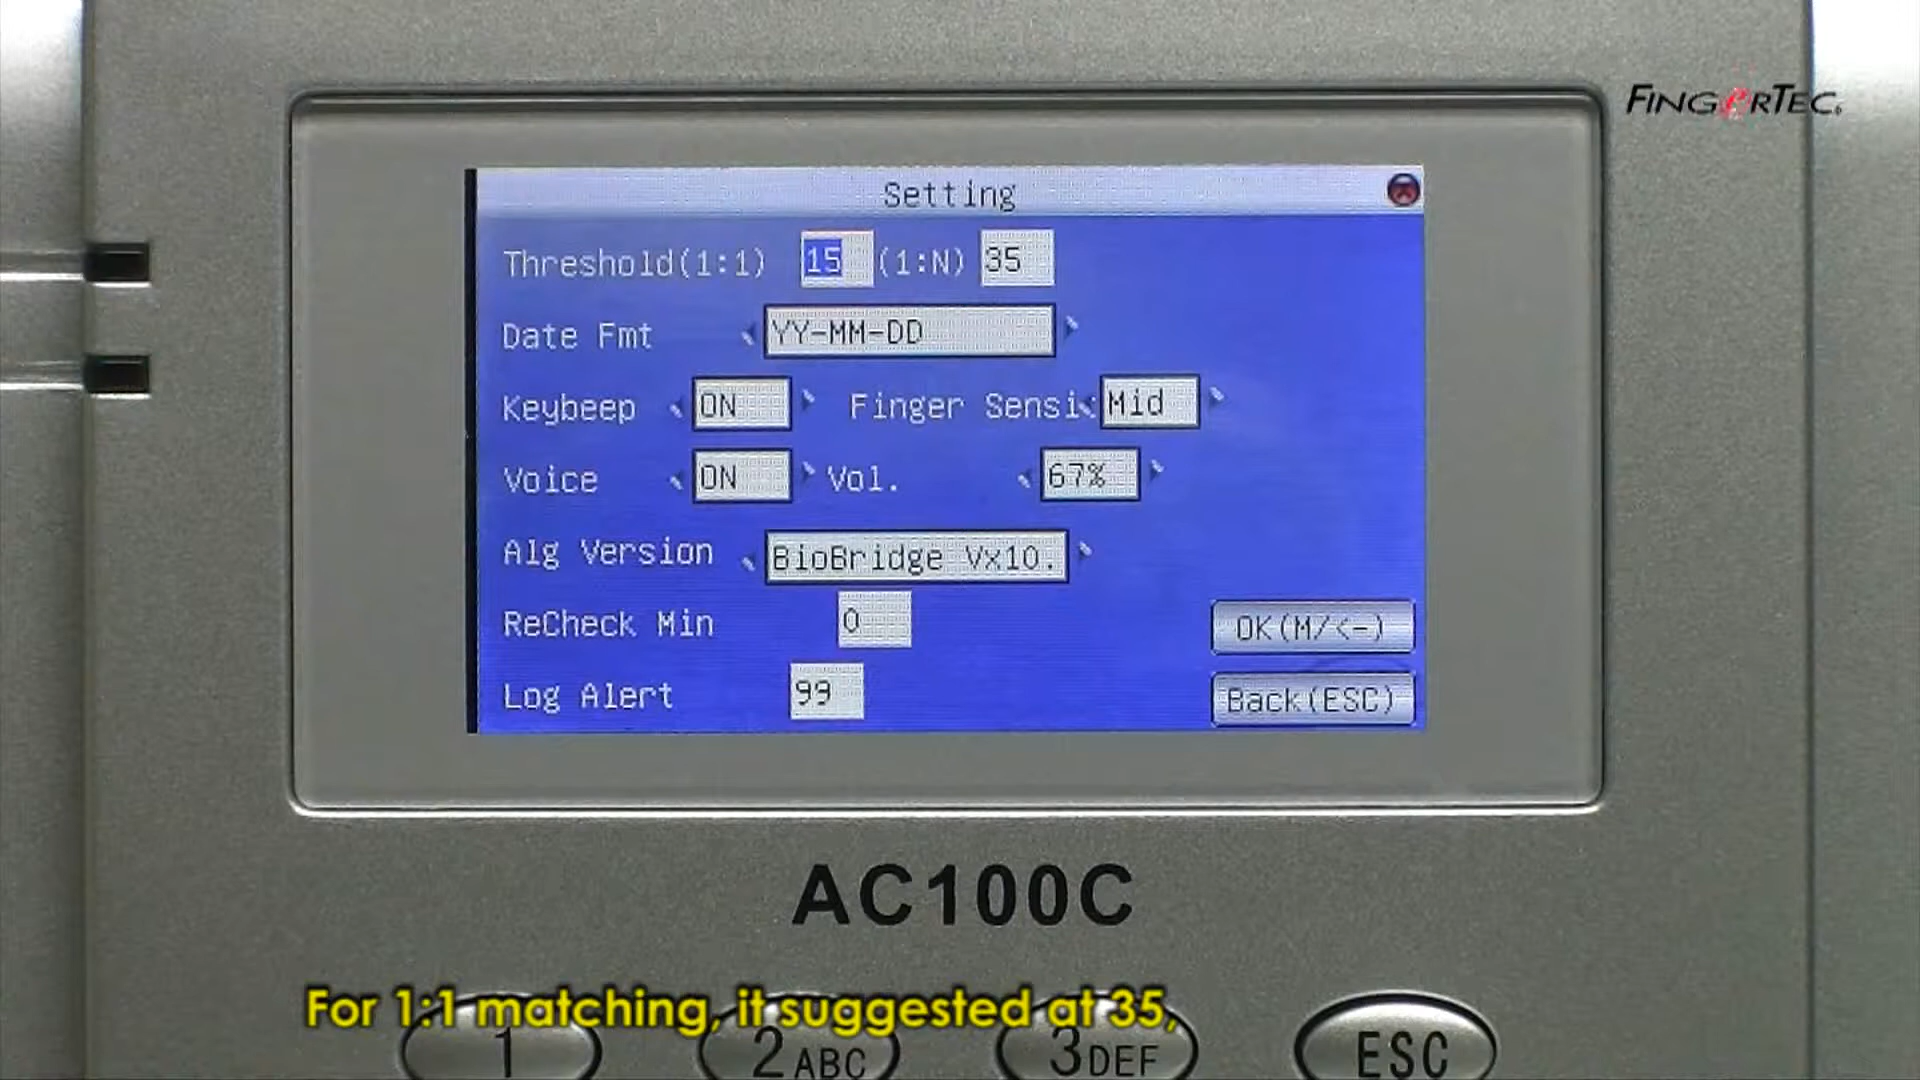 FINGERTEC
Setting
Threshold(1:1) 15 (1:N) 35
Date Fmt YY-MM-DD
Keybeep ON Finger Sensi Mid
Voice ON Vol. 67%
Alg Version BioBridge Vx10.
ReCheck Min 0
OK(M/<-)
Log Alert 99
Back(ESC)
AC100C
For 1:1 matching, it suggested at 35,
1 2ABC 3DEF ESC